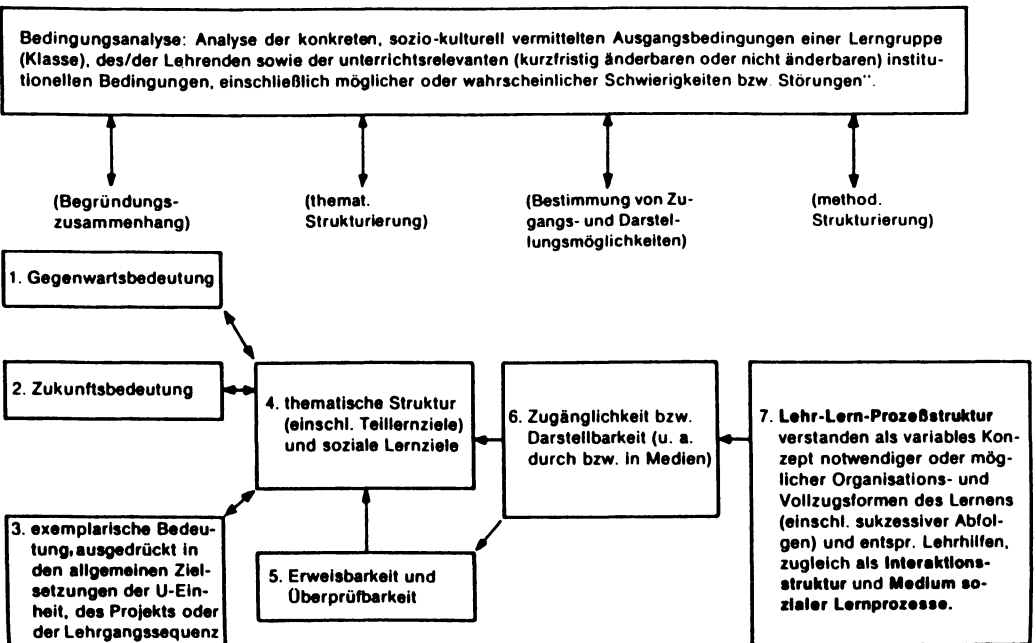 Bedingungsanalyse: Analyse der konkreten, sozio-kulturell vermittelten Ausgangsbedingungen einer Lerngruppe
(Klasse), des/der Lehrenden sowie der unterrichtsrelevanten (kurzfristig änderbaren oder nicht änderbaren) institu-
tionellen Bedingungen, einschließlich möglicher oder wahrscheinlicher Schwierigkeiten bzw. Störungen".
(Begründungs-
zusammenhang)
(themat.
Strukturierung)
(Bestimmung von Zu-
gangs- und Darstel-
lungsmöglichkeiten)
(method.
Strukturierung)
1. Gegenwartsbedeutung
2. Zukunftsbedeutung
3. exemplarische Bedeu-
tung, ausgedrückt in
den allgemeinen Ziel-
setzungen der U-Ein-
heit, des Projekts oder
der Lehrgangssequenz
4. thematische Struktur
(einschl. Teillernziele)
und soziale Lernziele
5. Erweisbarkeit und
Überprüfbarkeit
6. Zugänglichkeit bzw.
Darstellbarkeit (u. a.
durch bzw. in Medien)
7. Lehr-Lern-Prozeßstruktur
verstanden als variables Kon-
zept notwendiger oder mög-
licher Organisations- und
Vollzugsformen des Lernens
(einschl. sukzessiver Abfol-
gen) und entspr. Lehrhilfen,
zugleich als Interaktions-
struktur und Medium so-
zialer Lernprozesse.